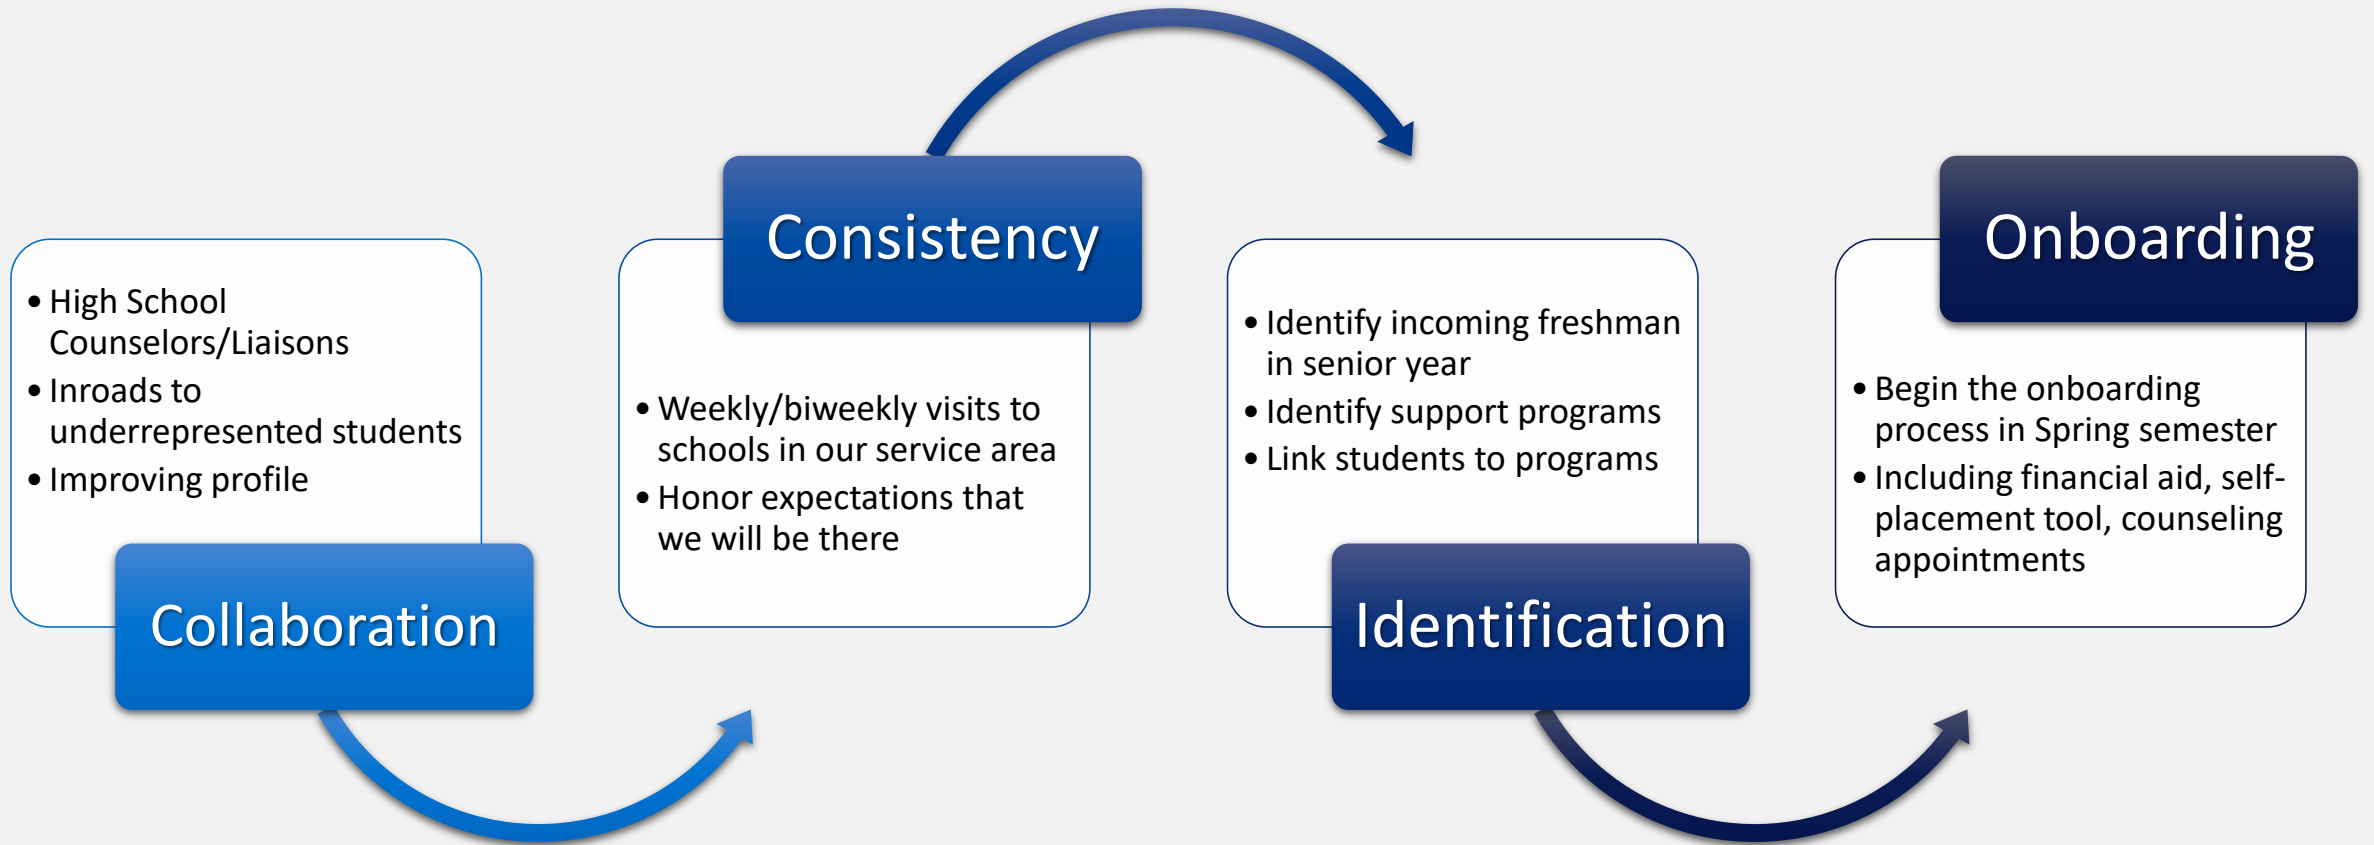 • High School
Counselors/Liaisons
• Inroads to
underrepresented students
• Improving profile
Collaboration
Consistency
• Weekly/biweekly visits to
schools in our service area
• Honor expectations that
we will be there
• Identify incoming freshman
in senior year
• Identify support programs
• Link students to programs
Identification
Onboarding
• Begin the onboarding
process in Spring semester
• Including financial aid, self-
placement tool, counseling
appointments